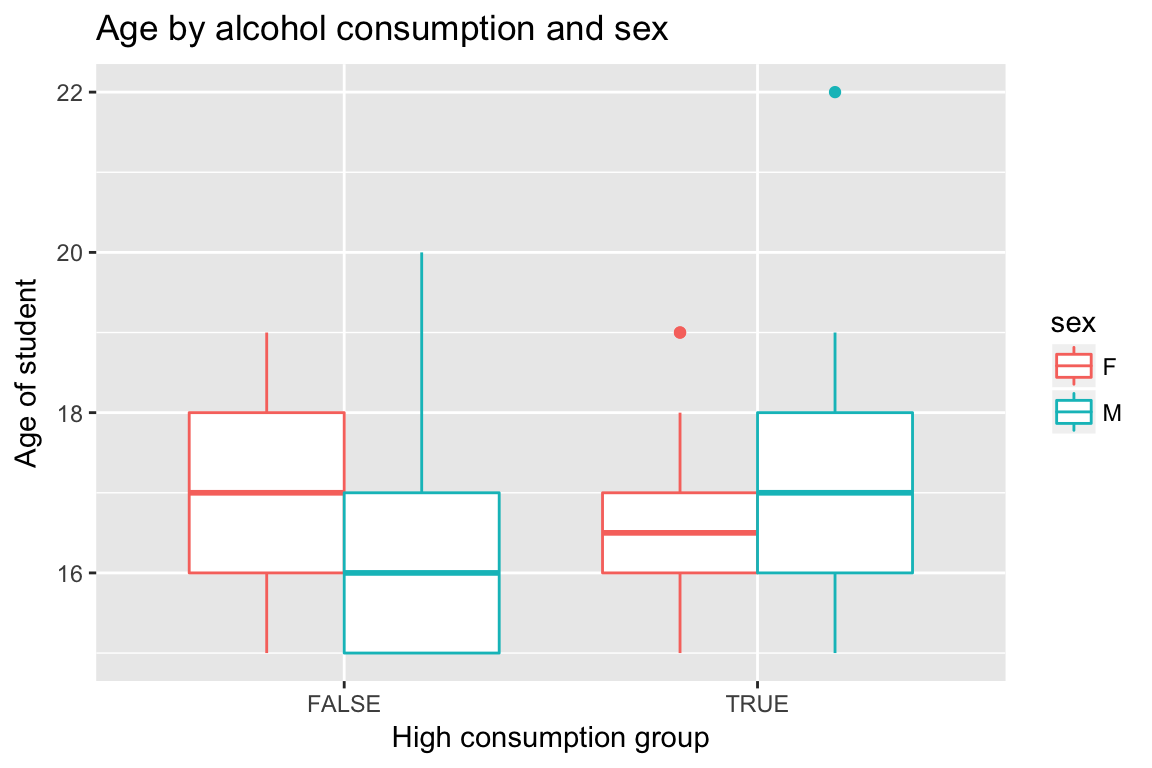 Age by alcohol consumption and sex
22
20
18
16
Age of student
FALSE
TRUE
High consumption group
sex
F
M